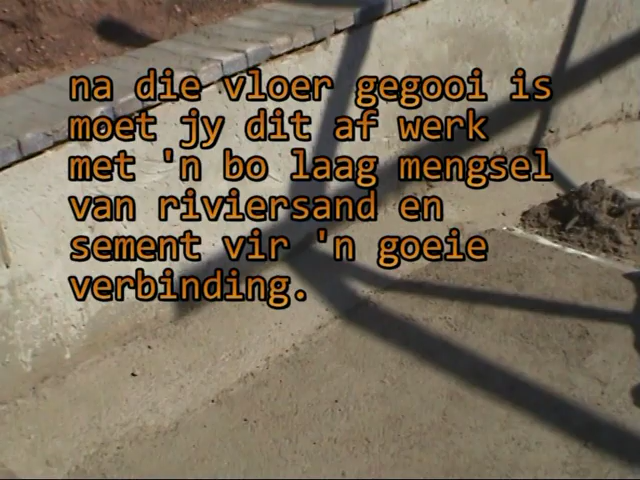 na die vloer gegooi is
moet jy dit af werk
met 'n bo laag mengsel
van riviersand en
sement vir 'n goeie
verbinding.